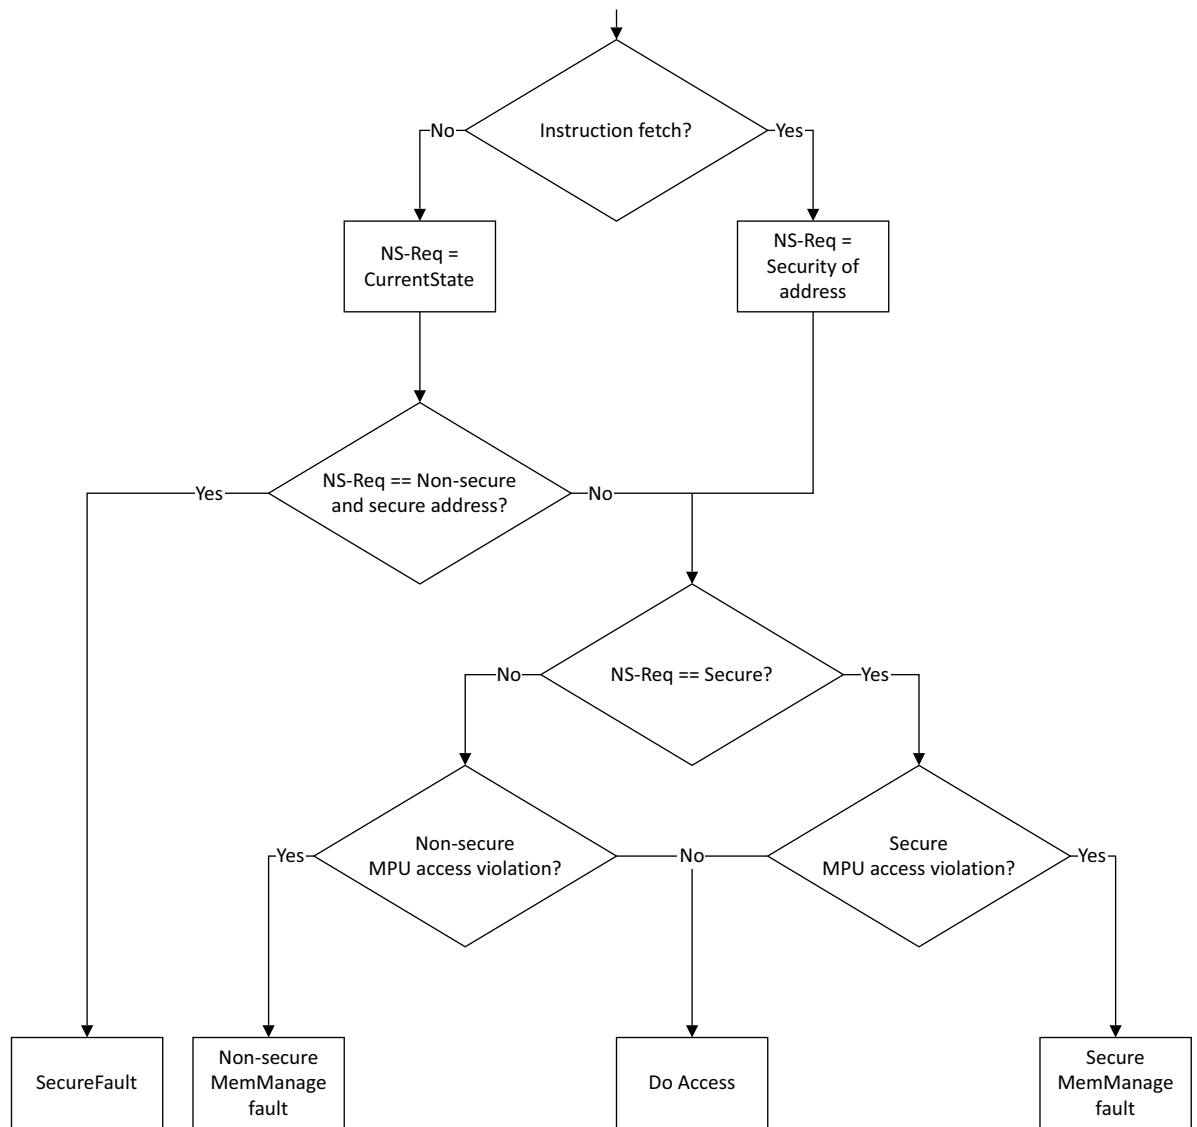 Instruction fetch?
No
Yes
NS-Req =
CurrentState
NS-Req =
Security of
address
NS-Req == Non-secure
and secure address?
Yes
No
NS-Req == Secure?
No
Yes
Non-secure
MPU access violation?
Secure
MPU access violation?
Yes
No
Yes
SecureFault
Non-secure
MemManage
fault
Do Access
Secure
MemManage
fault